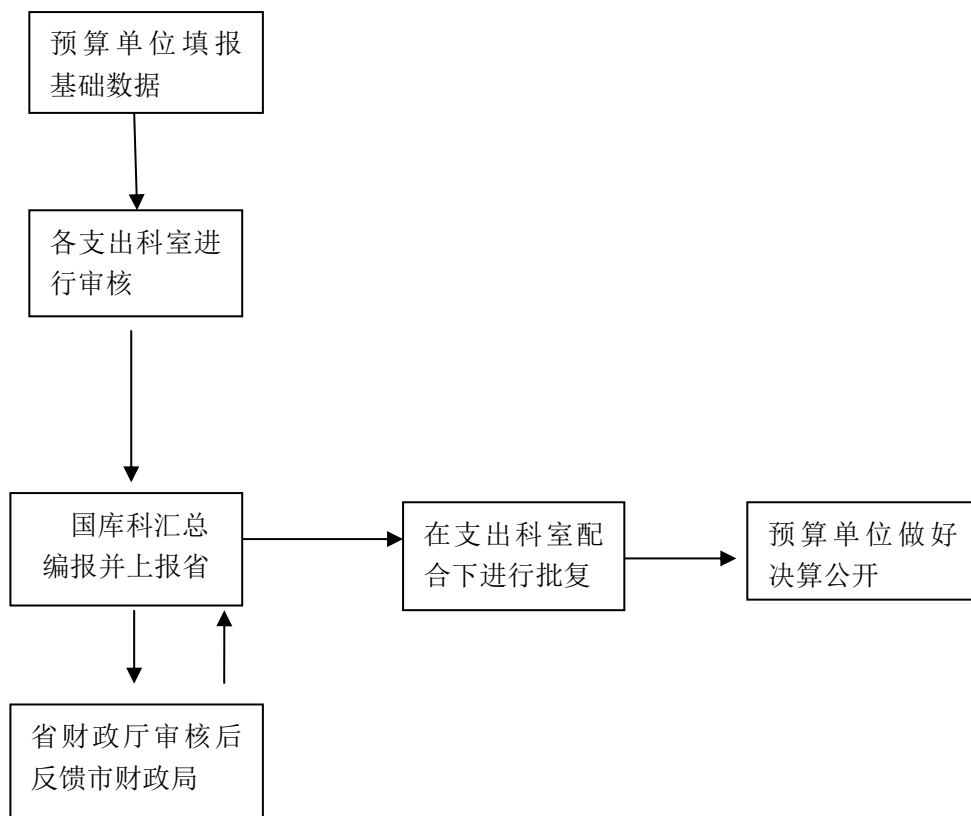 预算单位填报
基础数据
各支出科室进
行审核
国库科汇总
编报并上报省
在支出科室配
合下进行批复
预算单位做好
决算公开
省财政厅审核后
反馈市财政局